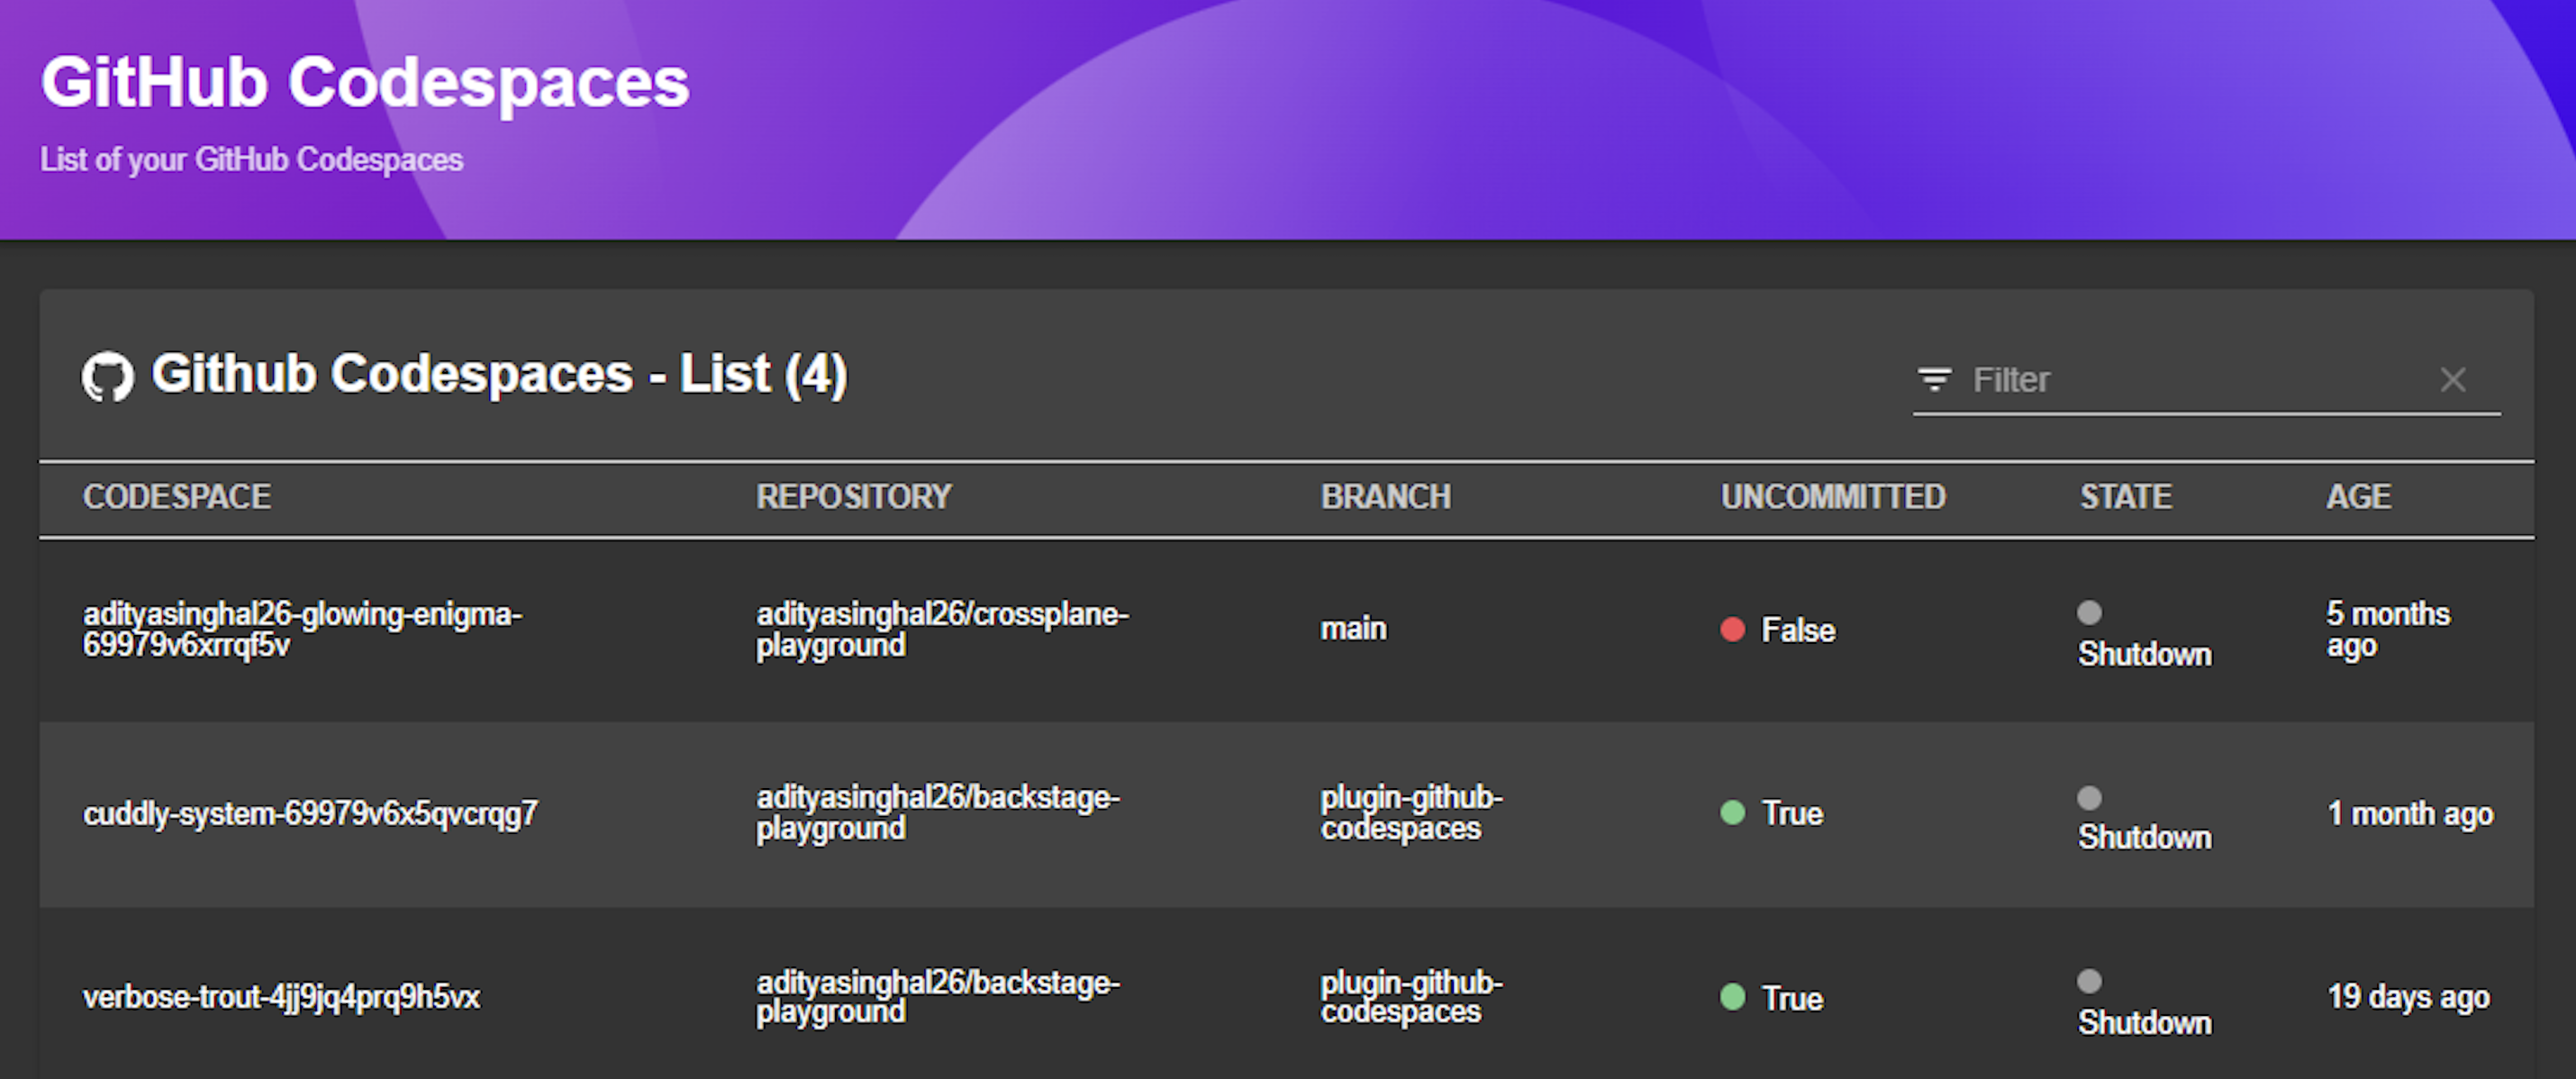 GitHub Codespaces
List of your GitHub Codespaces
Github Codespaces - List (4)
Filter
CODESPACE REPOSITORY BRANCH UNCOMMITTED STATE AGE
adityasinghal26-glowing-enigma-
69979v6xrrqf5v
adityasinghal26/crossplane-
playground
main
False
Shutdown
5 months
ago
cuddly-system-69979v6x5qvcrqg7
adityasinghal26/backstage-
playground
plugin-github-
codespaces
True
Shutdown
1 month ago
verbose-trout-4jj9jq4prq9h5vx
adityasinghal26/backstage-
playground
plugin-github-
codespaces
True
Shutdown
19 days ago